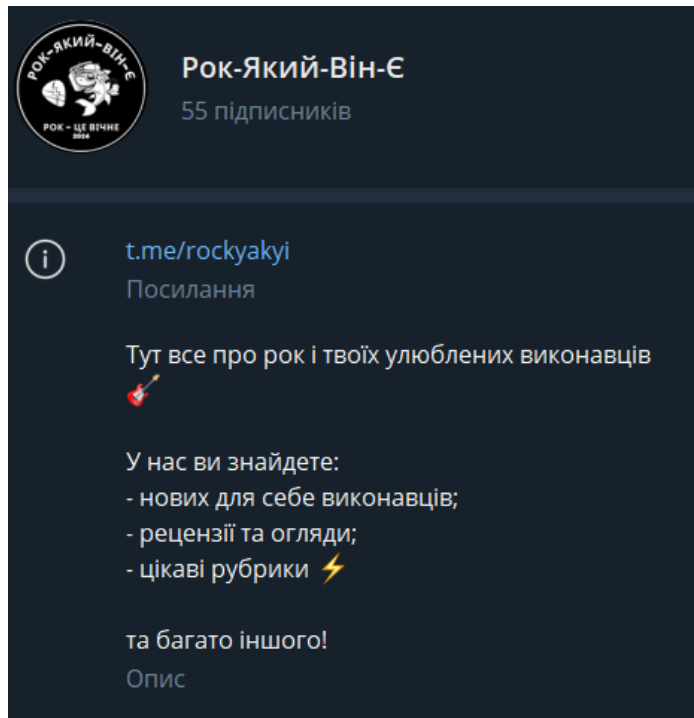 РОК-ЯКИЙ-ВІН-Є
РОК – ЦЕ ВІЧНЕ
2024
Рок-Який-Він-Є
55 підписників
t.me/rockyakyi
Посилання
Тут все про рок і твоїх улюблених виконавців
🎸
У нас ви знайдете:
- нових для себе виконавців;
- рецензії та огляди;
- цікаві рубрики ⚡
та багато іншого!
Опис